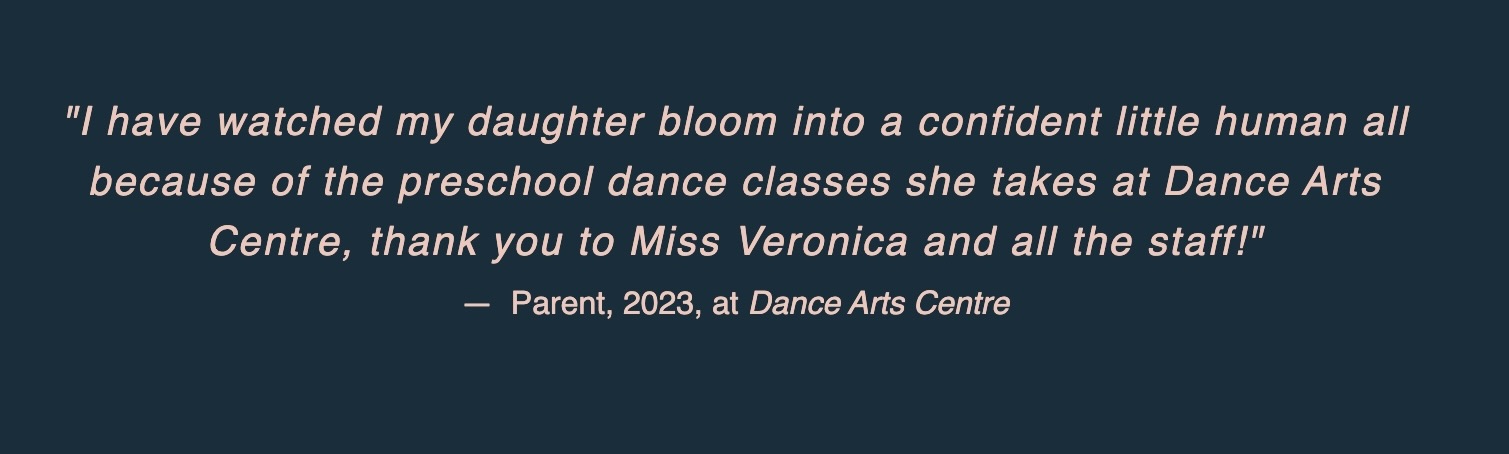 "I have watched my daughter bloom into a confident little human all
because of the preschool dance classes she takes at Dance Arts
Centre, thank you to Miss Veronica and all the staff!"
— Parent, 2023, at Dance Arts Centre